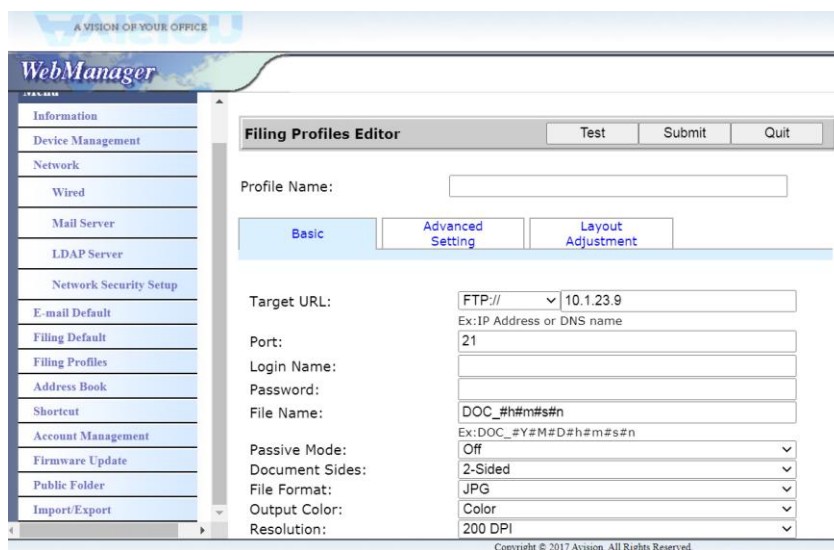 A VISION OF YOUR OFFICE
WebManager
Menu
Information
Device Management
Network
Wired
Mail Server
LDAP Server
Network Security Setup
E-mail Default
Filing Default
Filing Profiles
Address Book
Shortcut
Account Management
Firmware Update
Public Folder
Import/Export
Filing Profiles Editor Test Submit Quit
Profile Name:
Basic Advanced Setting Layout Adjustment
Target URL: FTP:// 10.1.23.9
Ex:IP Address or DNS name
Port: 21
Login Name:
Password:
File Name: DOC_#h#m#s#n
Ex:DOC_#Y#M#D#h#m#s#n
Passive Mode: Off
Document Sides: 2-Sided
File Format: JPG
Output Color: Color
Resolution: 200 DPI
Copyright © 2017 Avision. All Rights Reserved.